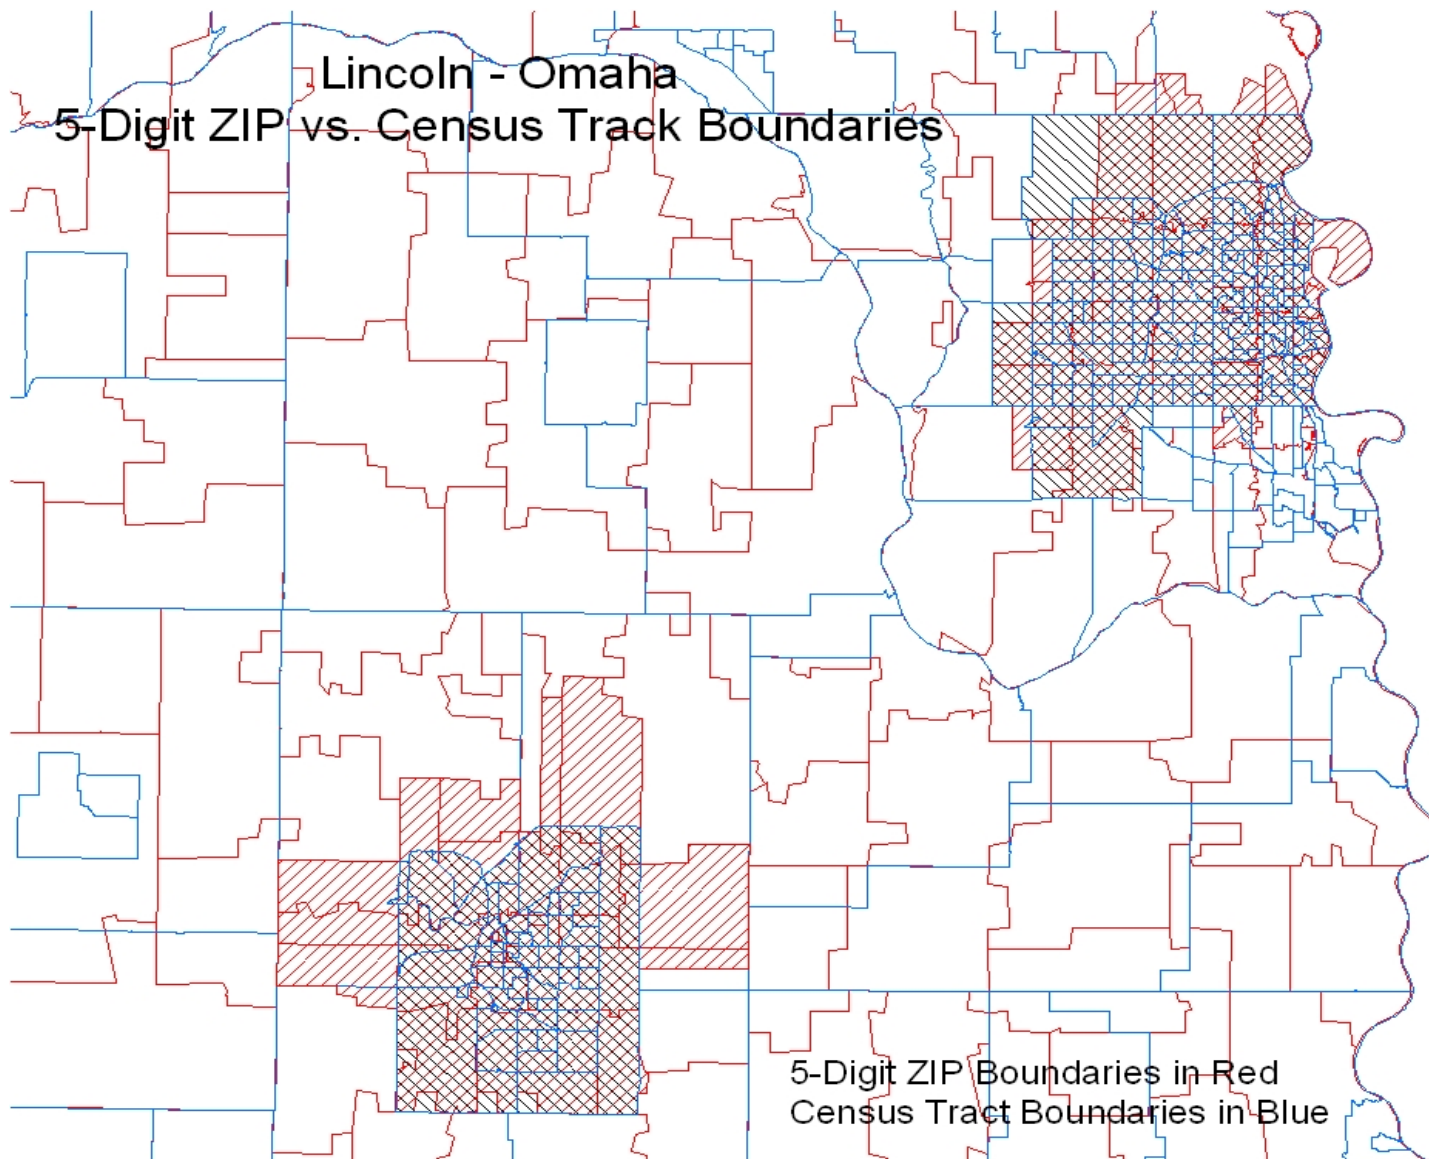 Lincoln - Omaha
5-Digit ZIP vs. Census Track Boundaries
5-Digit ZIP Boundaries in Red
Census Tract Boundaries in Blue